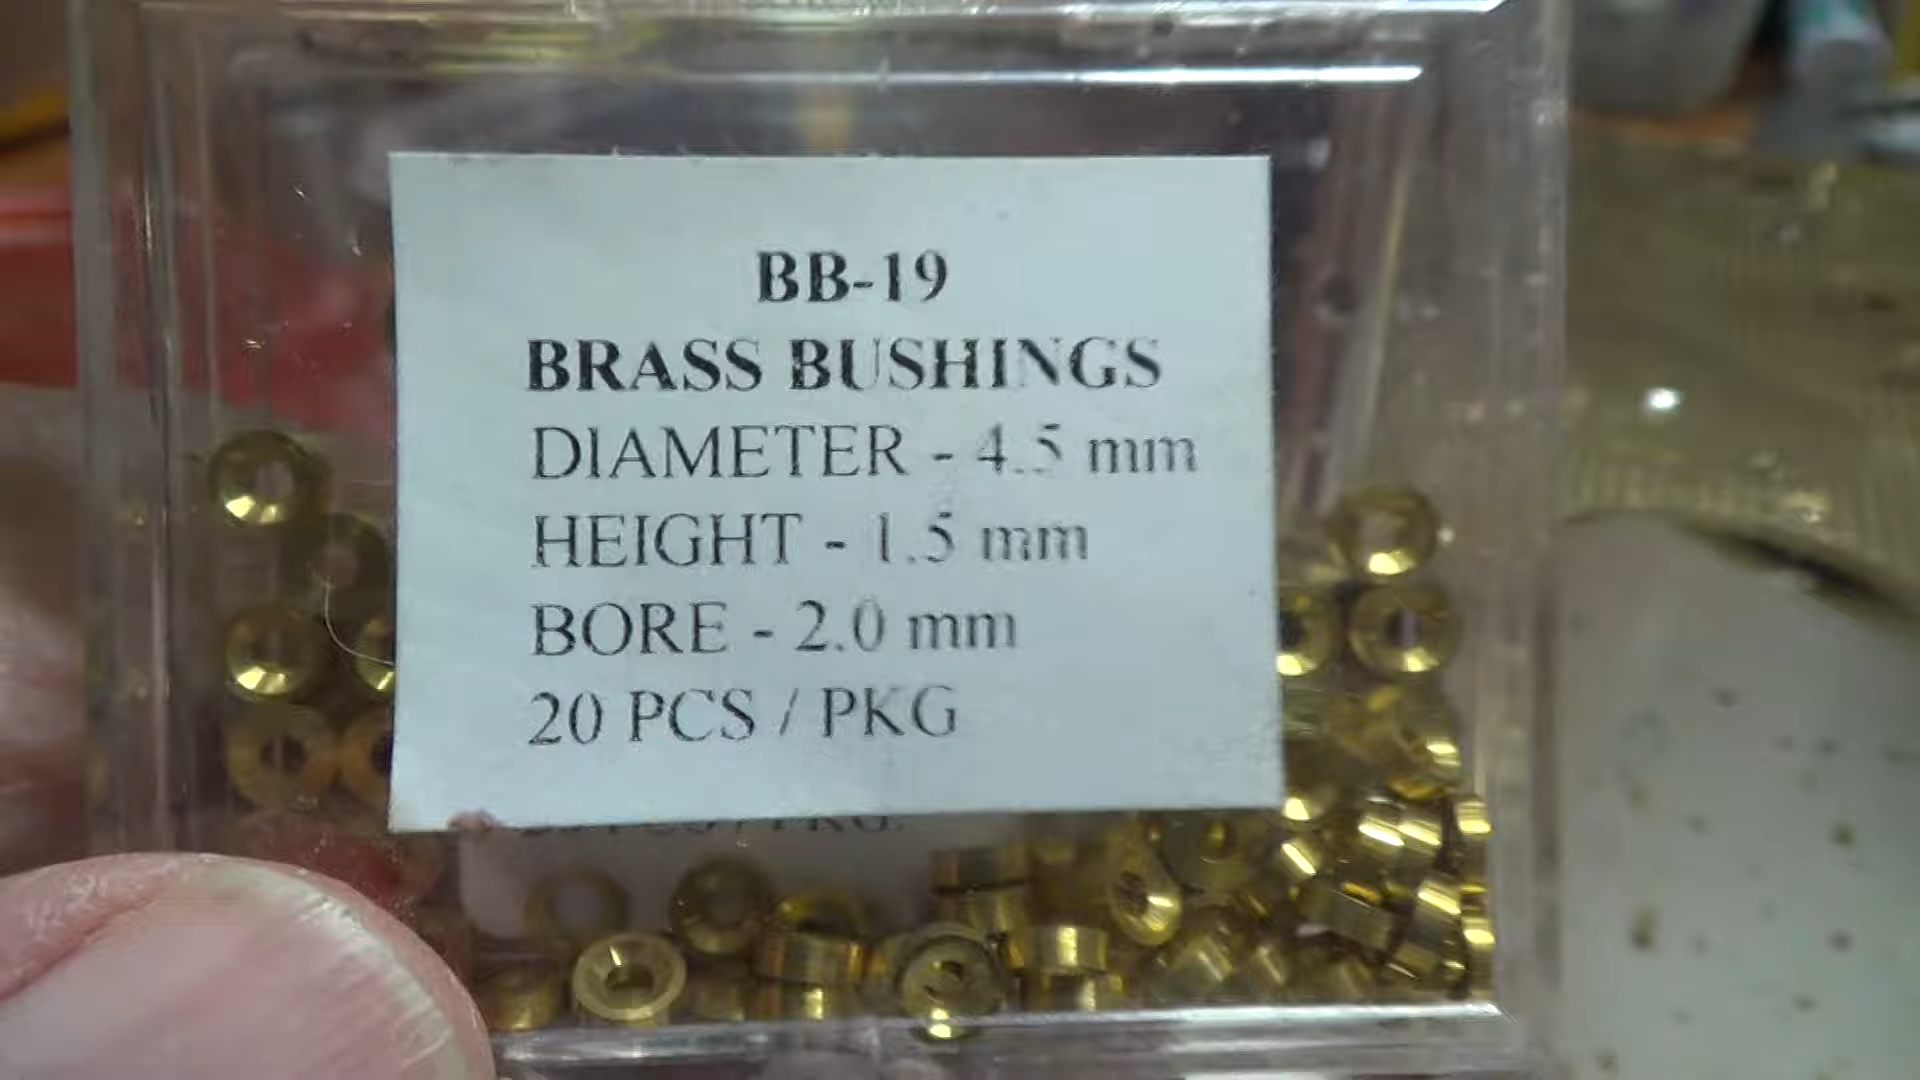 BB-19
BRASS BUSHINGS
DIAMETER - 4.5 mm
HEIGHT - 1.5 mm
BORE - 2.0 mm
20 PCS / PKG